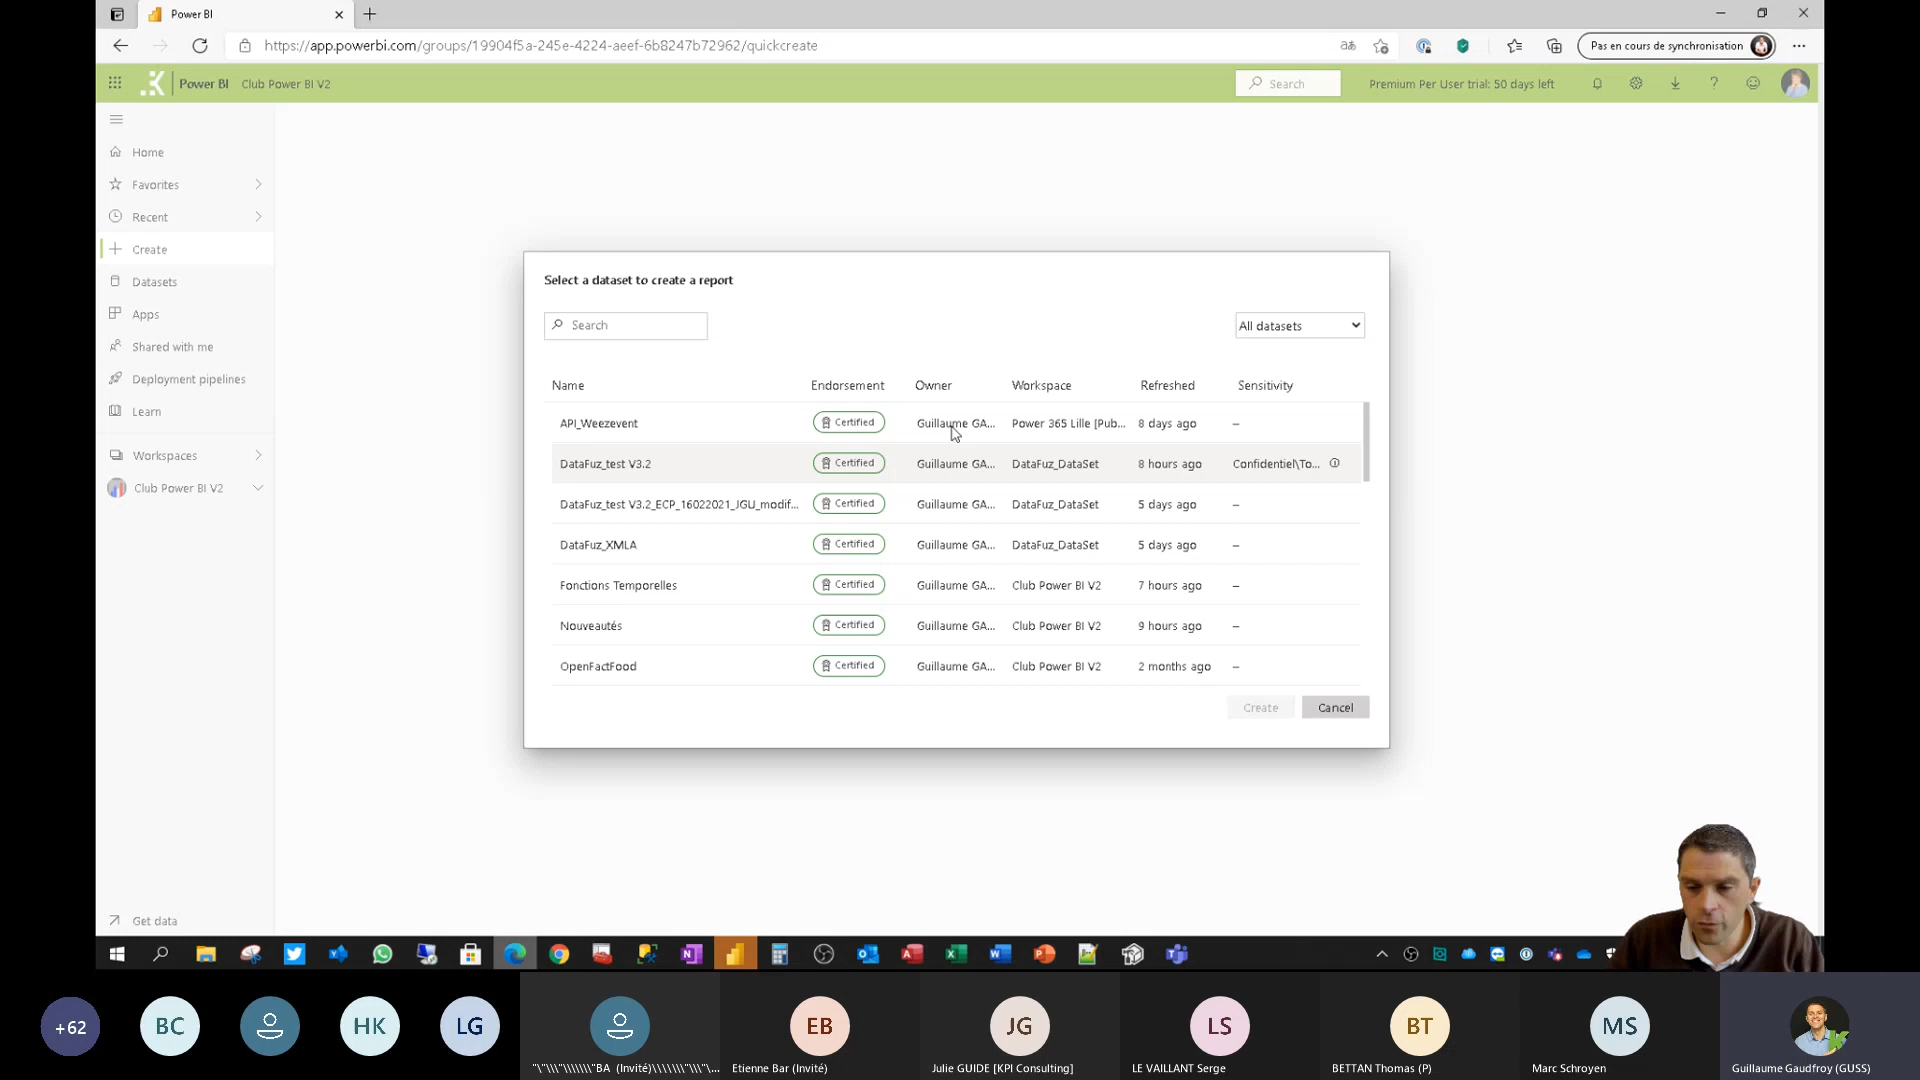 Power BI
https://app.powerbi.com/groups/19904f5a-245e-4224-aeef-6b8247b72962/quickcreate
Pas en cours de synchronisation
Power BI Club Power BI V2
Search
Premium Per User trial: 50 days left
Home
Favorites
Recent
Create
Datasets
Apps
Shared with me
Deployment pipelines
Learn
Workspaces
Club Power BI V2
Get data
Select a dataset to create a report
Search
All datasets
Name Endorsement Owner Workspace Refreshed Sensitivity
API_Weezevent Certified Guillaume GA... Power 365 Lille [Pub... 8 days ago –
DataFuz_test V3.2 Certified Guillaume GA... DataFuz_DataSet 8 hours ago Confidentiel\To...
DataFuz_test V3.2_ECP_16022021_JGU_modif... Certified Guillaume GA... DataFuz_DataSet 5 days ago –
DataFuz_XMLA Certified Guillaume GA... DataFuz_DataSet 5 days ago –
Fonctions Temporelles Certified Guillaume GA... Club Power BI V2 7 hours ago –
Nouveautés Certified Guillaume GA... Club Power BI V2 9 hours ago –
OpenFactFood Certified Guillaume GA... Club Power BI V2 2 months ago –
Create Cancel
+62 BC HK LG EB JG LS BT MS
"\"\\\"\\\\\\\"BA (Invité)\\\\\\\"\\\"\... Etienne Bar (Invité) Julie GUIDE [KPI Consulting] LE VAILLANT Serge BETTAN Thomas (P) Marc Schroyen Guillaume Gaudfroy (GUSS)